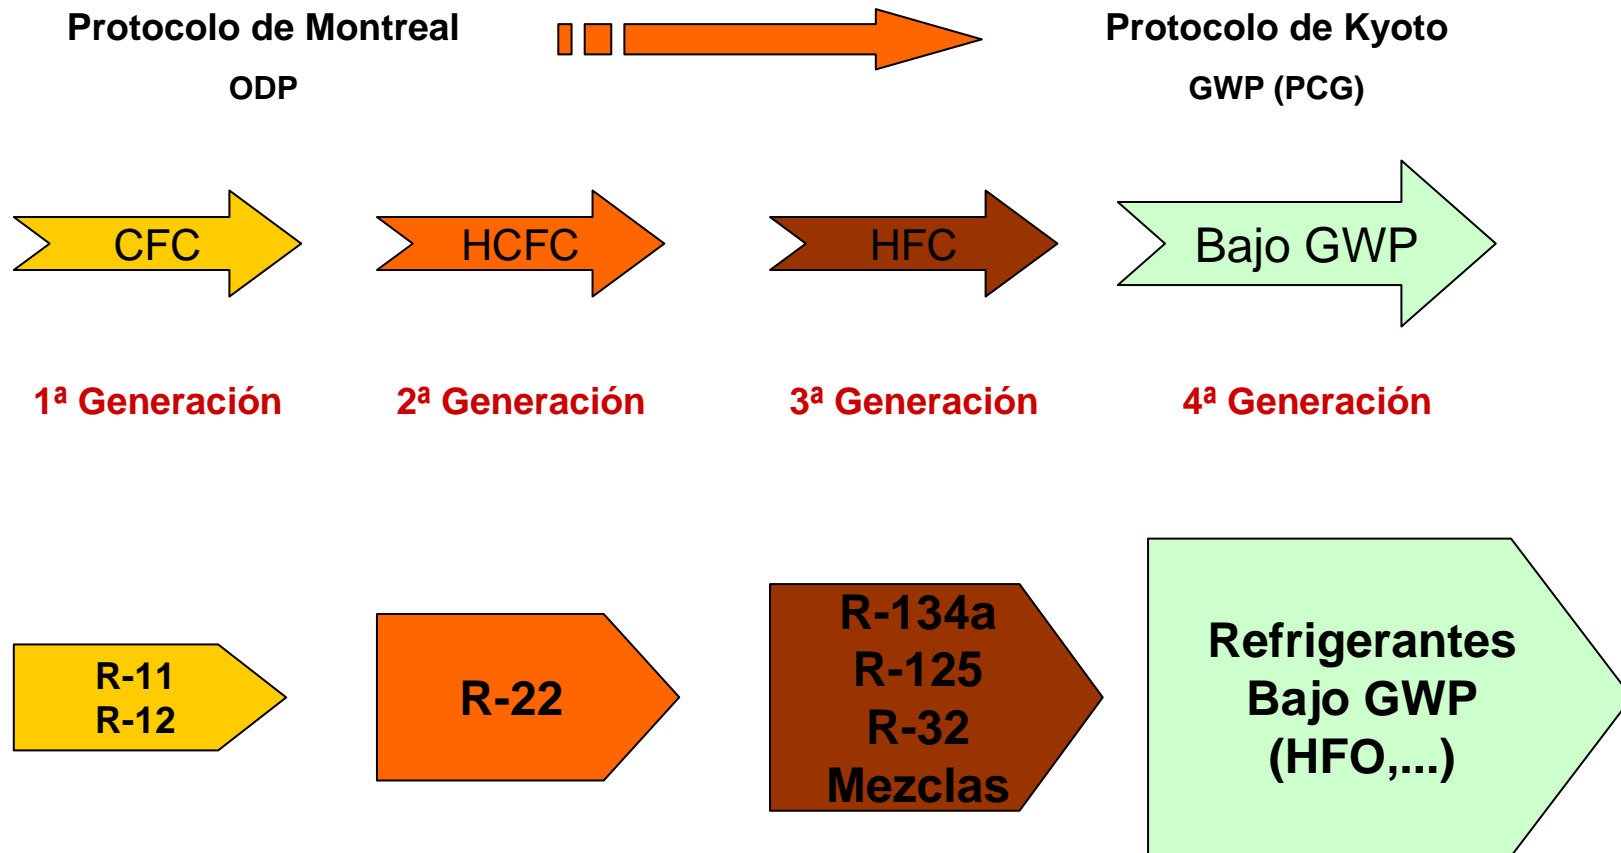 Protocolo de Montreal
ODP
Protocolo de Kyoto
GWP (PCG)
CFC
HCFC
HFC
Bajo GWP
1ª Generación
2ª Generación
3ª Generación
4ª Generación
R-11
R-12
R-22
R-134a
R-125
R-32
Mezclas
Refrigerantes
Bajo GWP
(HFO,...)